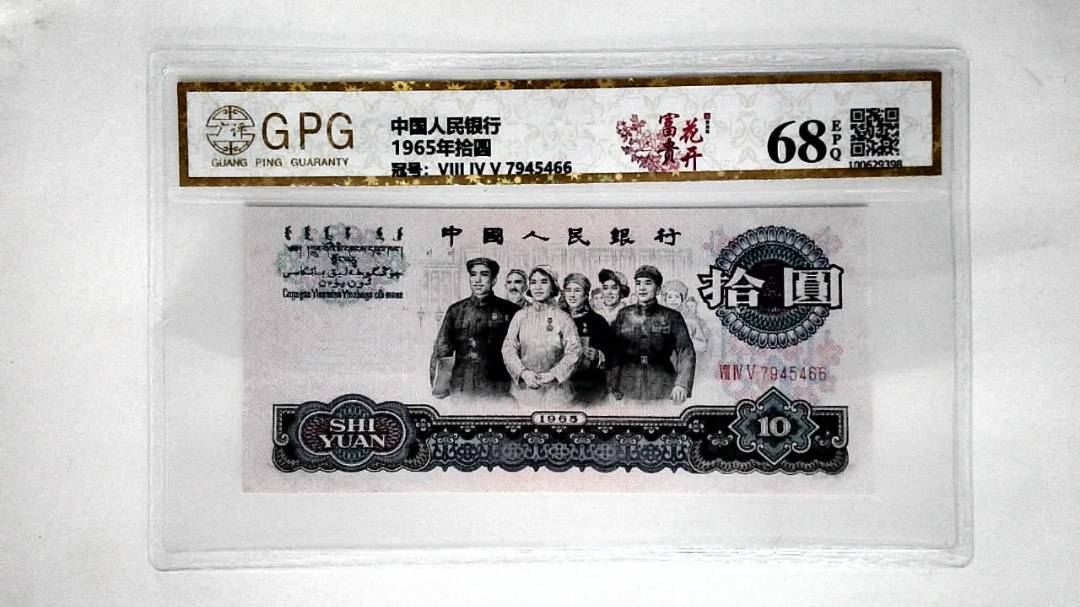 GPG
GUANG PING GUARANTY
中国人民银行
1965年拾圆
冠号：VIII IV V 7945466
富贵
花开
68
EPQ
100629398
中國人民銀行
拾圓
VIII IV V 7945466
1965
SHI
YUAN
10